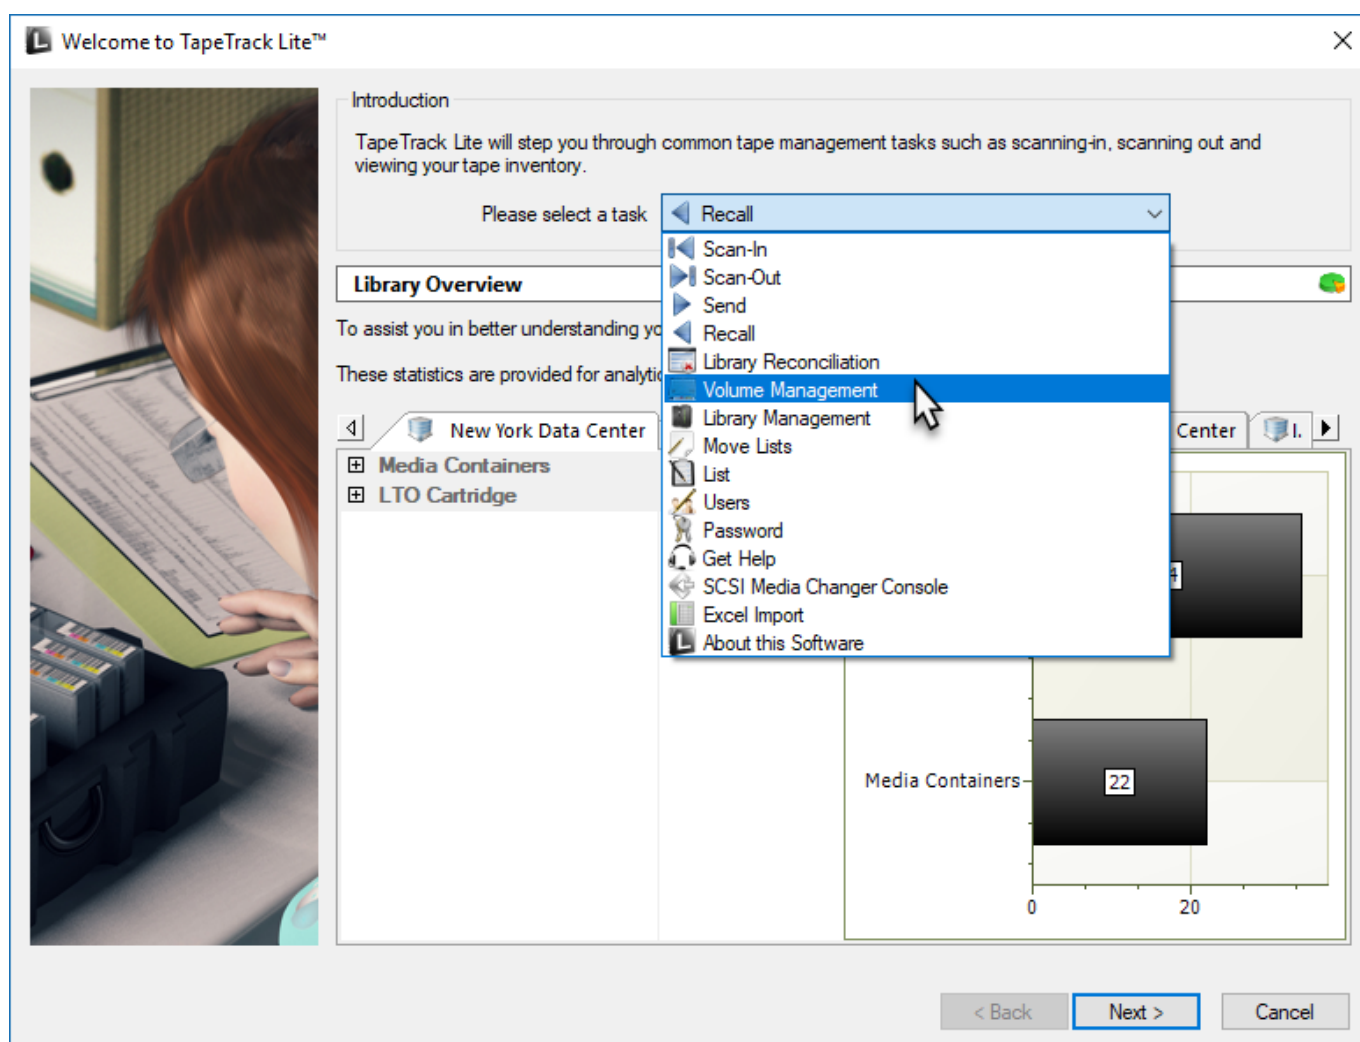 Welcome to TapeTrack Lite™
Introduction
TapeTrack Lite will step you through common tape management tasks such as scanning-in, scanning out and
viewing your tape inventory.
Please select a task
Recall
Scan-In
Scan-Out
Send
Recall
Library Reconciliation
Volume Management
Library Management
Move Lists
List
Users
Password
Get Help
SCSI Media Changer Console
Excel Import
About this Software
Library Overview
To assist you in better understanding
These statistics are provided for
New York Data Center
Center
Media Containers
LTO Cartridge
4
Media Containers
22
0
20
< Back
Next >
Cancel